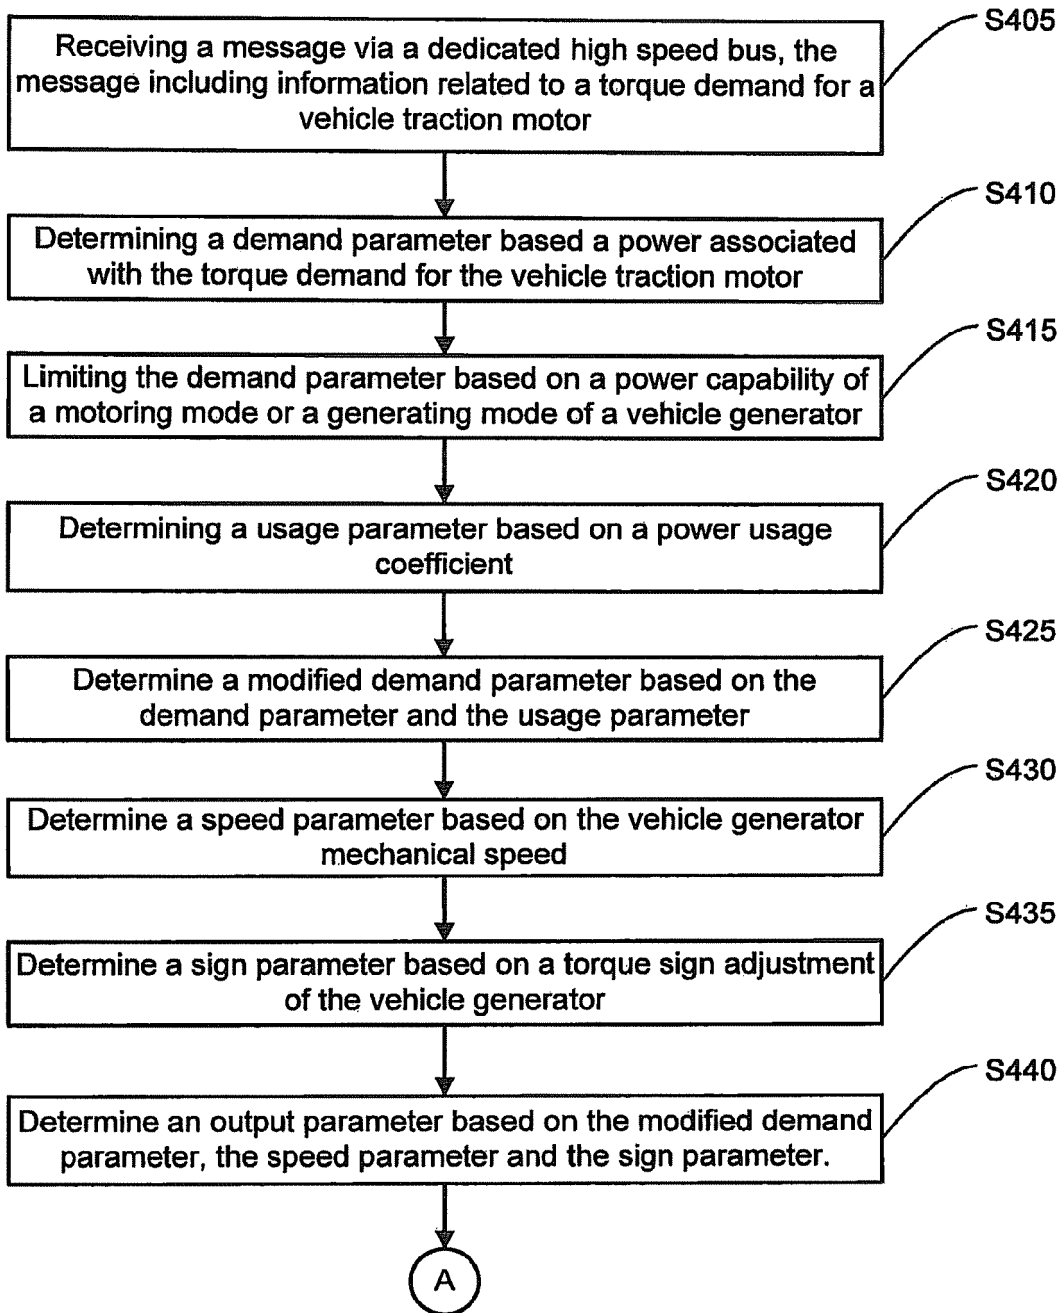 S405
Receiving a message via a dedicated high speed bus, the
message including information related to a torque demand for a
vehicle traction motor
S410
Determining a demand parameter based a power associated
with the torque demand for the vehicle traction motor
S415
Limiting the demand parameter based on a power capability of
a motoring mode or a generating mode of a vehicle generator
S420
Determining a usage parameter based on a power usage
coefficient
S425
Determine a modified demand parameter based on the
demand parameter and the usage parameter
S430
Determine a speed parameter based on the vehicle generator
mechanical speed
S435
Determine a sign parameter based on a torque sign adjustment
of the vehicle generator
S440
Determine an output parameter based on the modified demand
parameter, the speed parameter and the sign parameter.
A